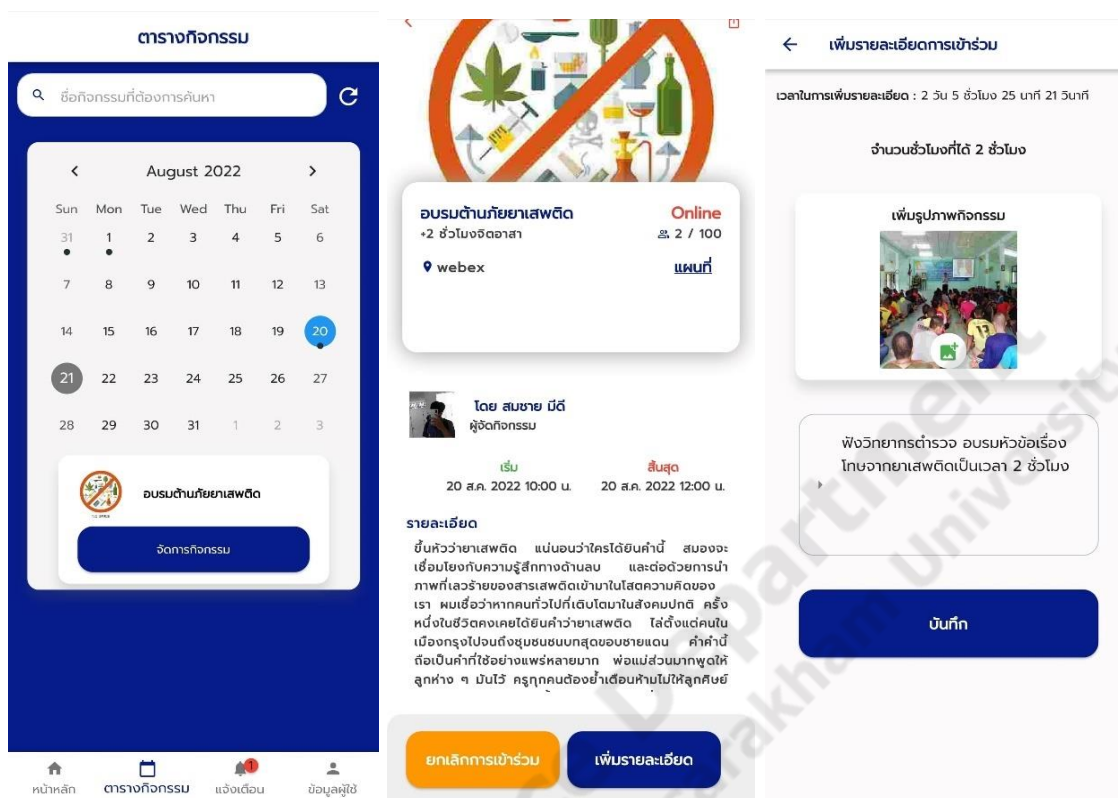 ตารางกิจกรรม
ชื่อกิจกรรมที่ต้องการค้นหา
August 2022
Sun Mon Tue Wed Thu Fri Sat
31 1 2 3 4 5 6
7 8 9 10 11 12 13
14 15 16 17 18 19 20
21 22 23 24 25 26 27
28 29 30 31 1 2 3
อบรมต้านภัยยาเสพติด
จัดการกิจกรรม
หน้าหลัก ตารางกิจกรรม แจ้งเตือน 1 ข้อมูลผู้ใช้
อบรมต้านภัยยาเสพติด Online
+2 ชั่วโมงจิตอาสา 2 / 100
webex แผนที่
โดย สมชาย มีดี
ผู้จัดกิจกรรม
เริ่ม สิ้นสุด
20 ส.ค. 2022 10:00 น. 20 ส.ค. 2022 12:00 น.
รายละเอียด
ขึ้นหัวว่ายาเสพติด แน่นอนว่าใครได้ยินคำนี้ สมองจะ
เชื่อมโยงกับความรู้สึกทางด้านลบ และต่อด้วยการนำ
ภาพที่เลวร้ายของสารเสพติดเข้ามาในโสตความคิดของ
เรา ผมเชื่อว่าหากคนทั่วไปที่เติบโตมาในสังคมปกติ ครั้ง
หนึ่งในชีวิตคงเคยได้ยินคำว่ายาเสพติด ไล่ตั้งแต่คนใน
เมืองกรุงไปจนถึงชุมชนชนบทสุดขอบชายแดน คำคำนี้
ถือเป็นคำที่ใช้อย่างแพร่หลายมาก พ่อแม่ส่วนมากพูดให้
ลูกห่าง ๆ มันไว้ ครูทุกคนต้องย้ำเตือนห้ามไม่ให้ลูกศิษย์
ยกเลิกการเข้าร่วม เพิ่มรายละเอียด
เพิ่มรายละเอียดการเข้าร่วม
เวลาในการเพิ่มรายละเอียด : 2 วัน 5 ชั่วโมง 25 นาที 21 วินาที
จำนวนชั่วโมงที่ได้ 2 ชั่วโมง
เพิ่มรูปภาพกิจกรรม
ฟังวิทยากรตำรวจ อบรมหัวข้อเรื่อง
โทษจากยาเสพติดเป็นเวลา 2 ชั่วโมง
บันทึก
Department
University